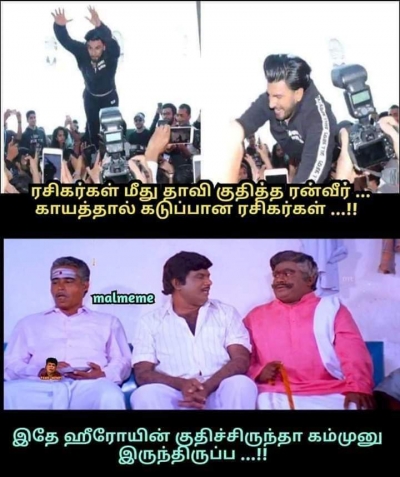 ரசிகர்கள் மீது தாவி குதித்த ரன்வீர் ...
காயத்தால் கடுப்பான ரசிகர்கள் ...!!
malmeme
இதே ஹீரோயின் குதிச்சிருந்தா கம்முனு
இருந்திருப்ப ...!!